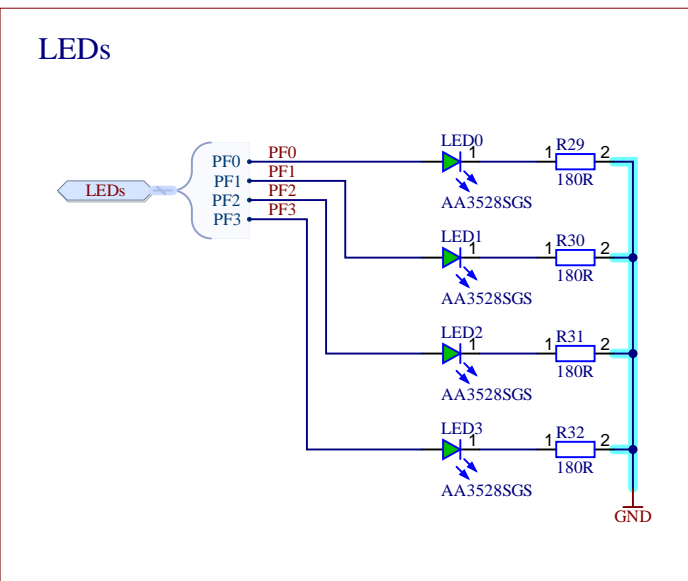 LEDs
LEDs
PF0 PF0
PF1 PF1
PF2 PF2
PF3 PF3
LED0
1
AA3528SGS
1 R29 2
180R
LED1
1
AA3528SGS
1 R30 2
180R
LED2
1
AA3528SGS
1 R31 2
180R
LED3
1
AA3528SGS
1 R32 2
180R
GND